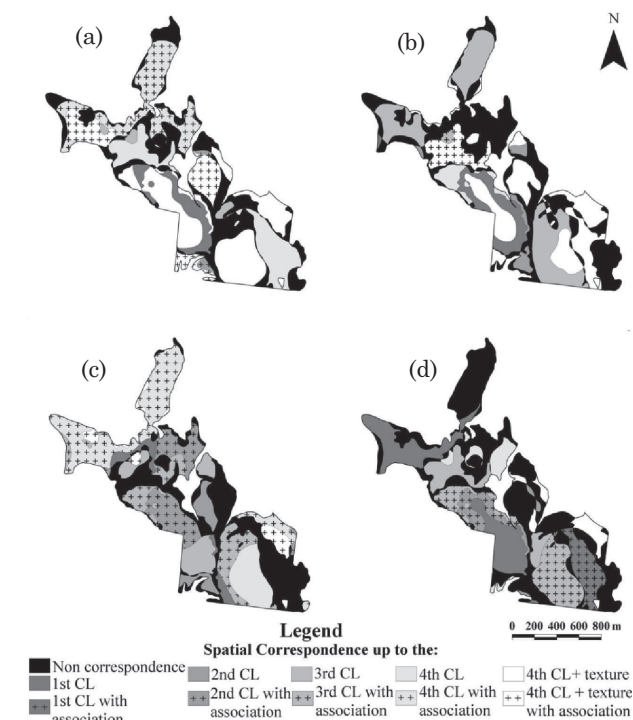 (a)
(b)
N
(c)
(d)
0 200 400 600 800 m
Legend
Spatial Correspondence up to the:
Non correspondence
1st CL
1st CL with
association
2nd CL
2nd CL with
association
3rd CL
3rd CL with
association
4th CL
4th CL with
association
4th CL+ texture
4th CL + texture
with association